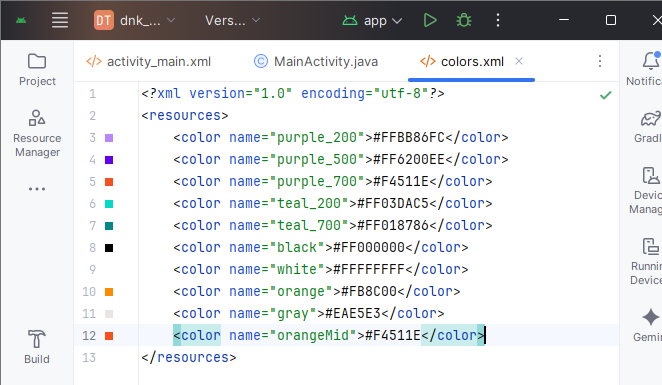 DT dnk_... Vers... app
Project
Resource
Manager
Build
activity_main.xml MainActivity.java colors.xml
1 <?xml version="1.0" encoding="utf-8"?>
2 <resources>
3 <color name="purple_200">#FFBB86FC</color>
4 <color name="purple_500">#FF6200EE</color>
5 <color name="purple_700">#F4511E</color>
6 <color name="teal_200">#FF03DAC5</color>
7 <color name="teal_700">#FF018786</color>
8 <color name="black">#FF000000</color>
9 <color name="white">#FFFFFFFF</color>
10 <color name="orange">#FB8C00</color>
11 <color name="gray">#EAE5E3</color>
12 <color name="orangeMid">#F4511E</color>
13 </resources>
Notific
Gradl
Devic
Manag
Runnin
Device
Gemin